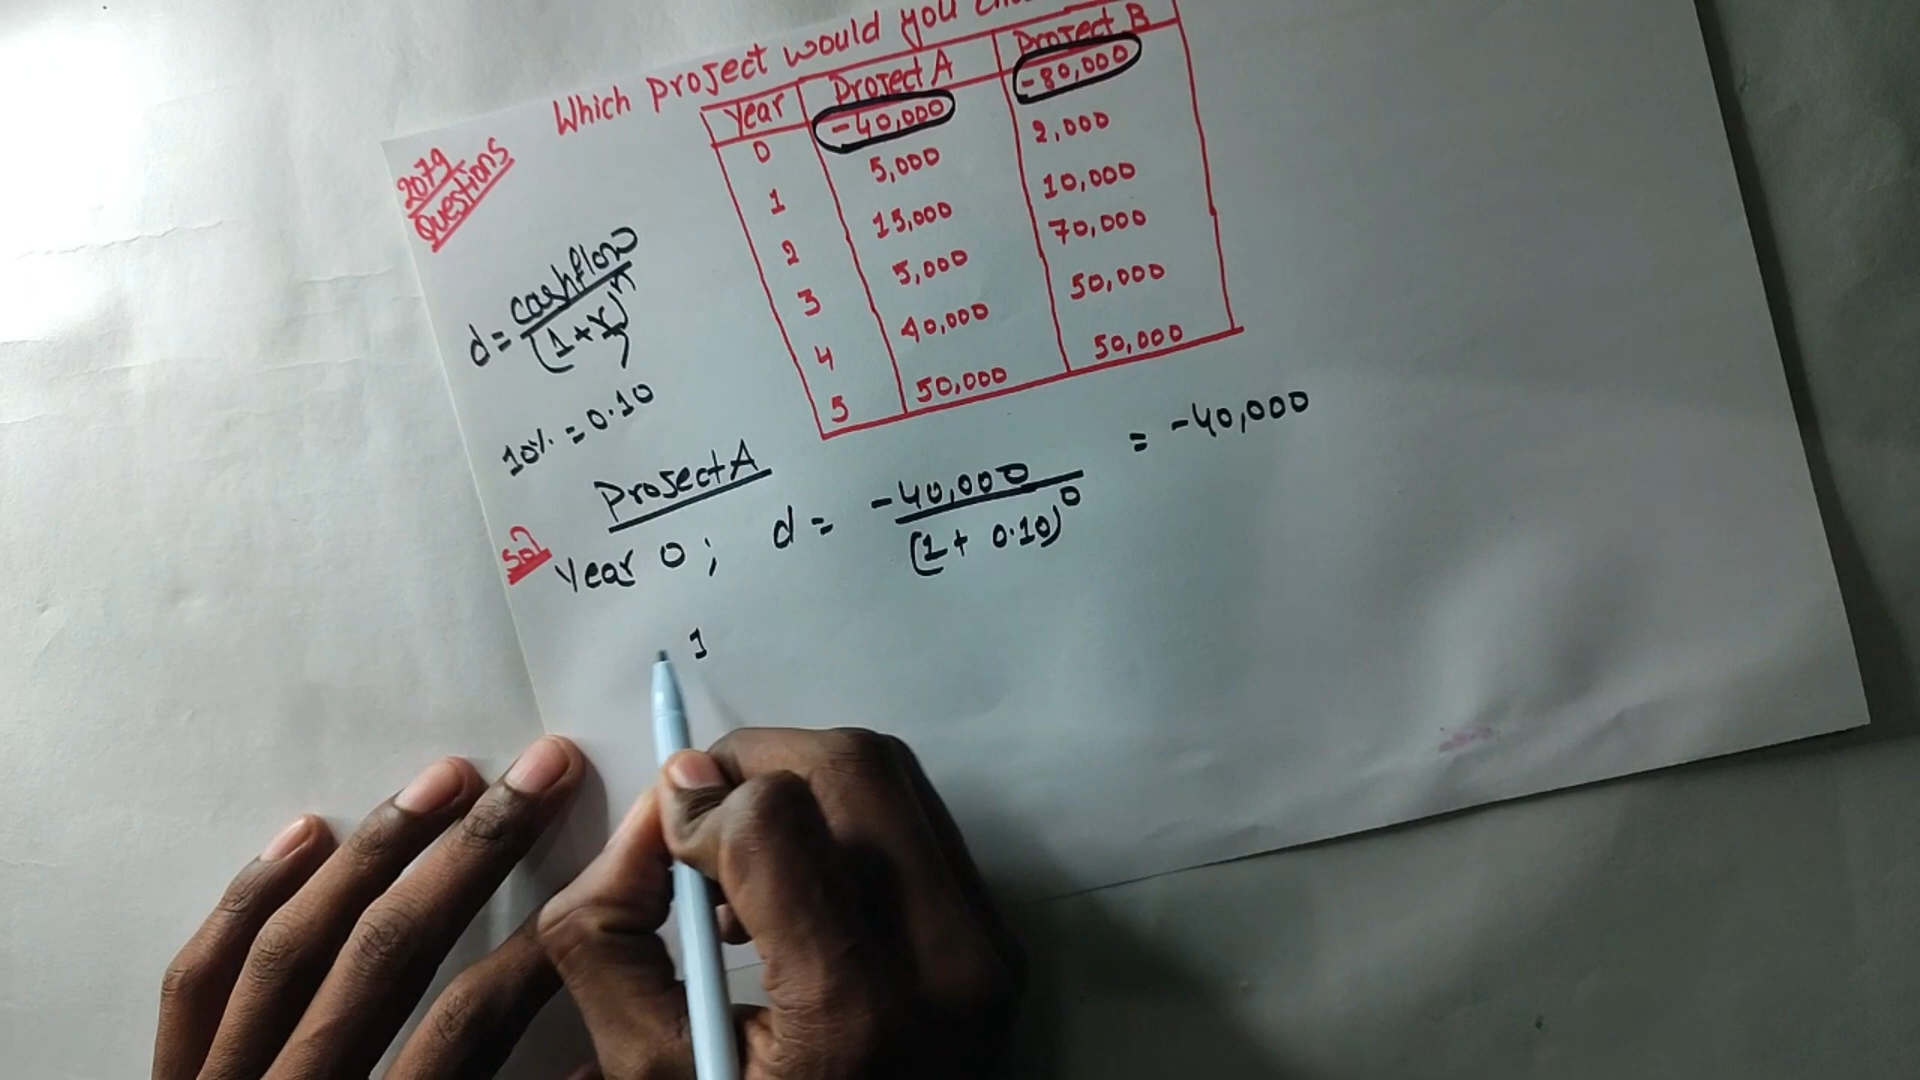 Which project would you
2079
Questions
Year Project A Project B
0 -40,000 -80,000
1 5,000 2,000
2 15,000 10,000
3 5,000 70,000
4 40,000 50,000
5 50,000 50,000
d = cashflow
(1+r)^n
10% = 0.10
Project A
Sol
Year 0; d = -40,000 = -40,000
(1 + 0.10)^0
1